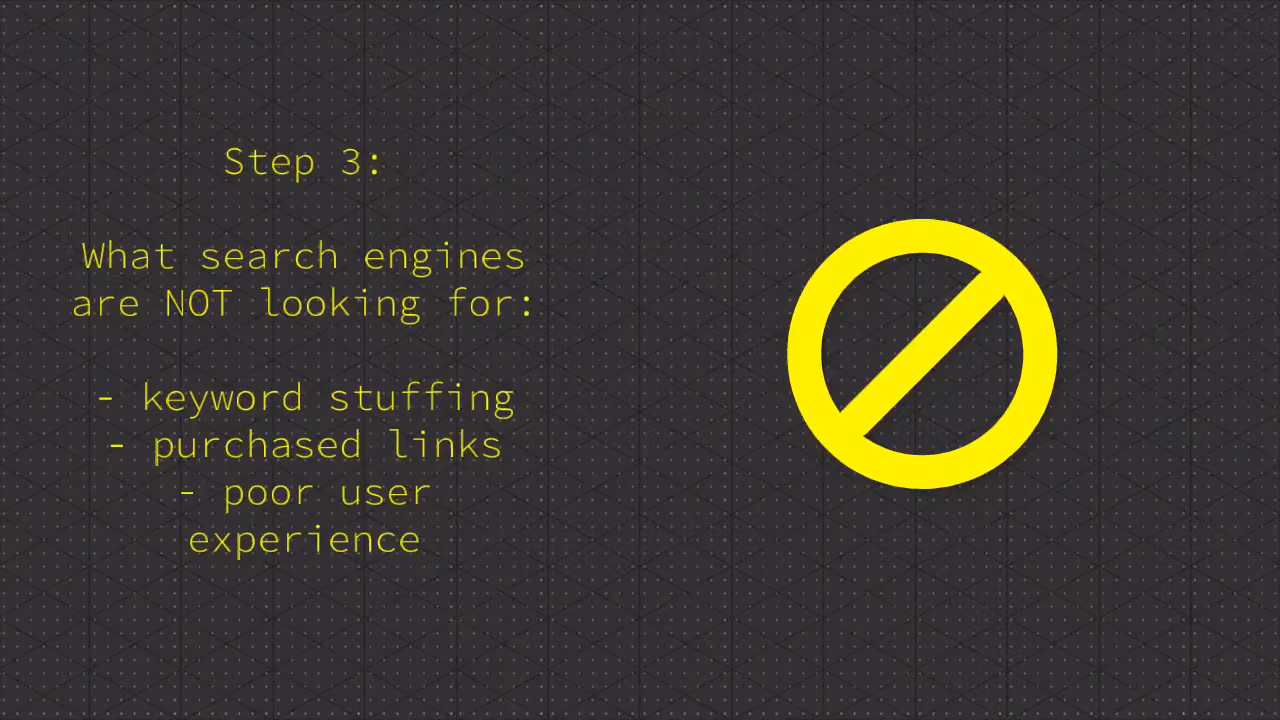 Step 3:
What search engines
are NOT looking for:
- keyword stuffing
- purchased links
- poor user
experience